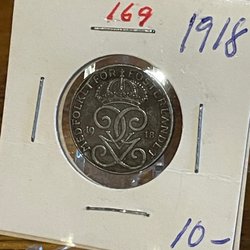 169
1918
MED FOLKET FÖR FOSTERLANDET
19 18
10-